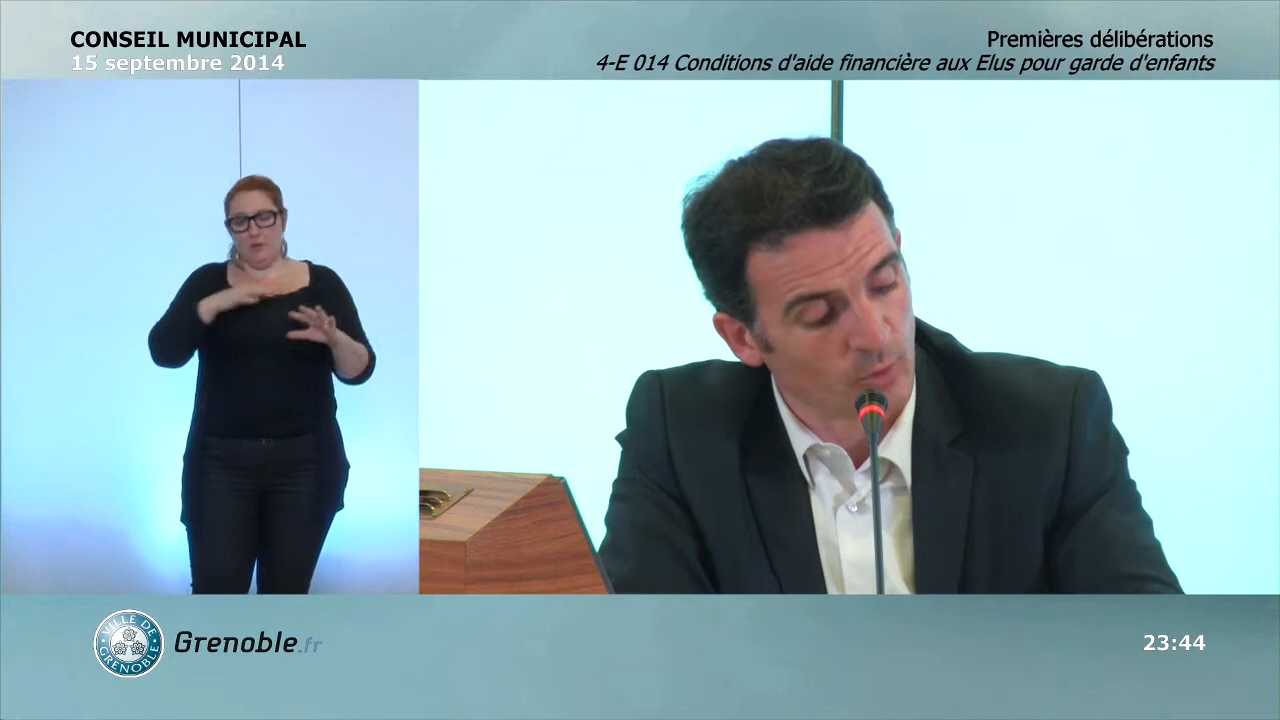 CONSEIL MUNICIPAL
15 septembre 2014
Premières délibérations
4-E 014 Conditions d'aide financière aux Elus pour garde d'enfants
VILLE DE
GRENOBLE
Grenoble.fr
23:44